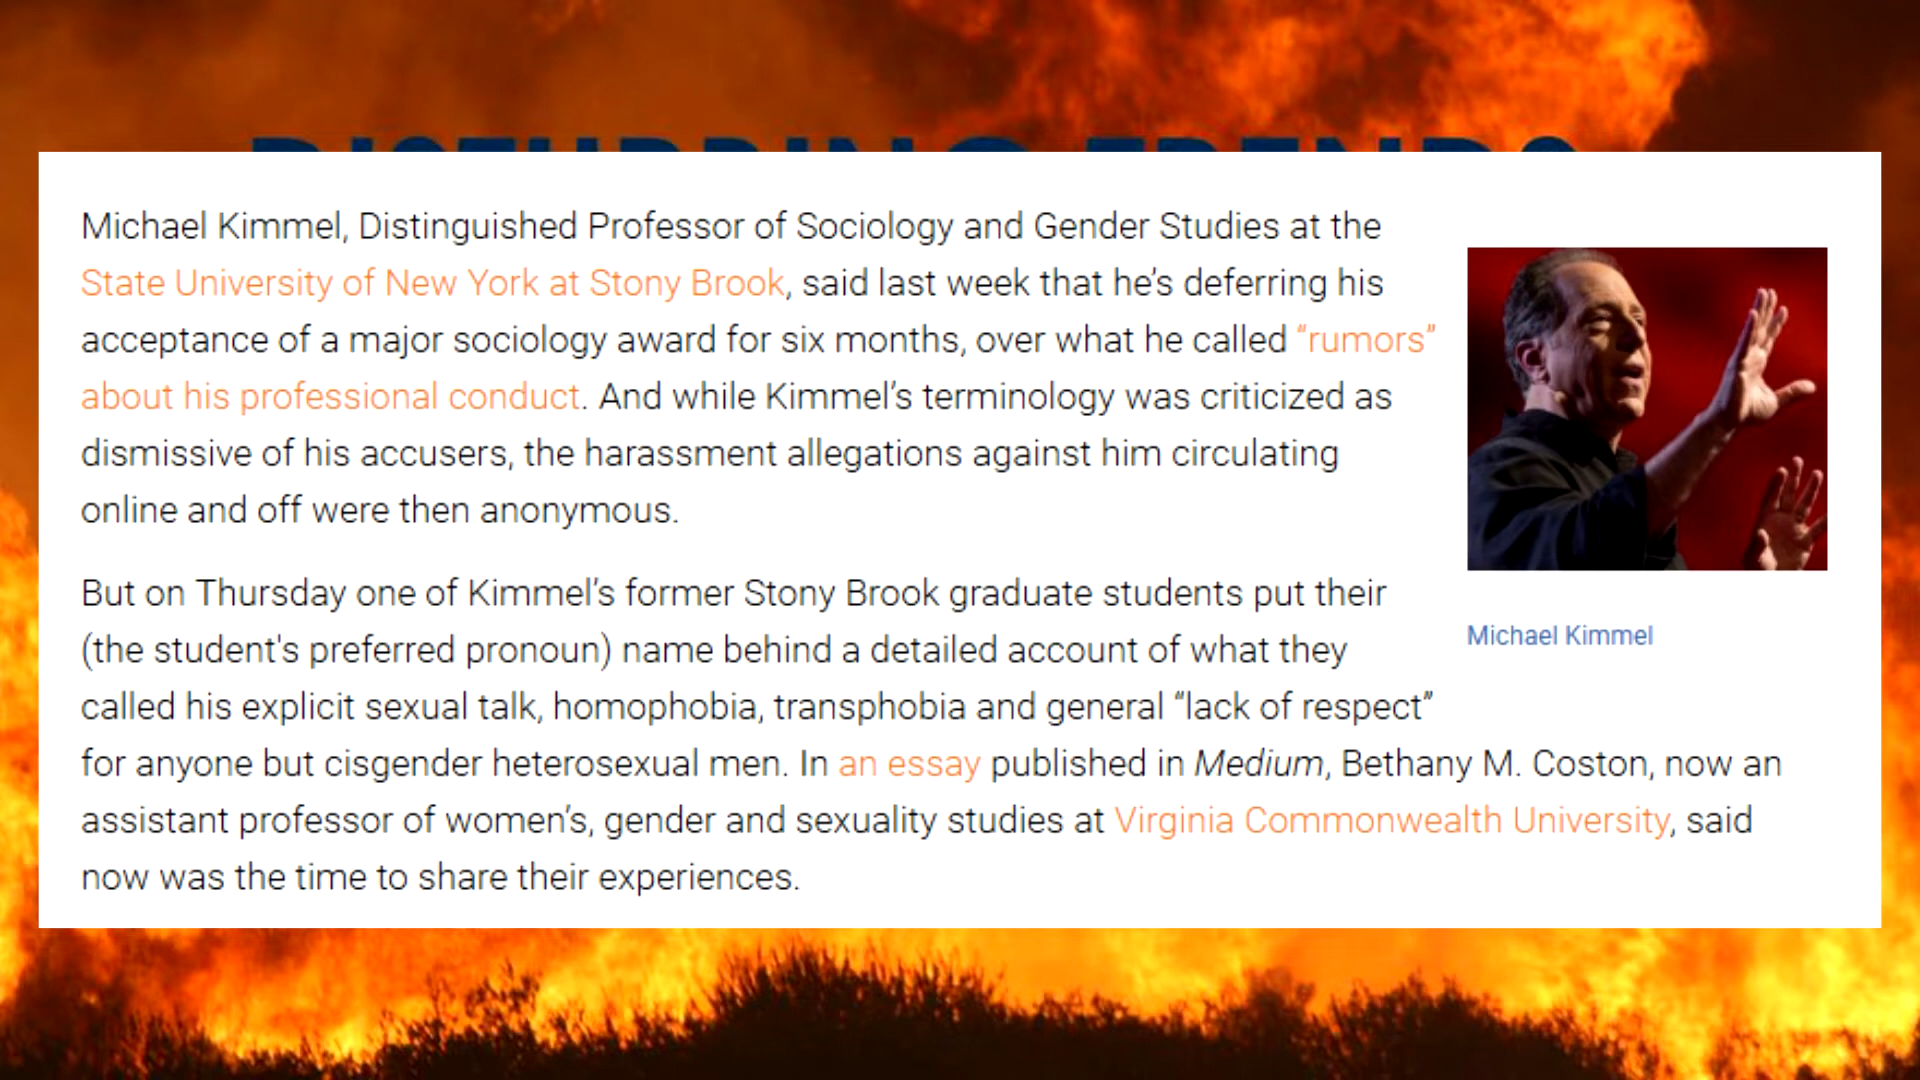 Michael Kimmel, Distinguished Professor of Sociology and Gender Studies at the
State University of New York at Stony Brook, said last week that he’s deferring his
acceptance of a major sociology award for six months, over what he called “rumors”
about his professional conduct. And while Kimmel’s terminology was criticized as
dismissive of his accusers, the harassment allegations against him circulating
online and off were then anonymous.
But on Thursday one of Kimmel’s former Stony Brook graduate students put their
(the student's preferred pronoun) name behind a detailed account of what they
called his explicit sexual talk, homophobia, transphobia and general “lack of respect”
for anyone but cisgender heterosexual men. In an essay published in Medium, Bethany M. Coston, now an
assistant professor of women’s, gender and sexuality studies at Virginia Commonwealth University, said
now was the time to share their experiences.
Michael Kimmel